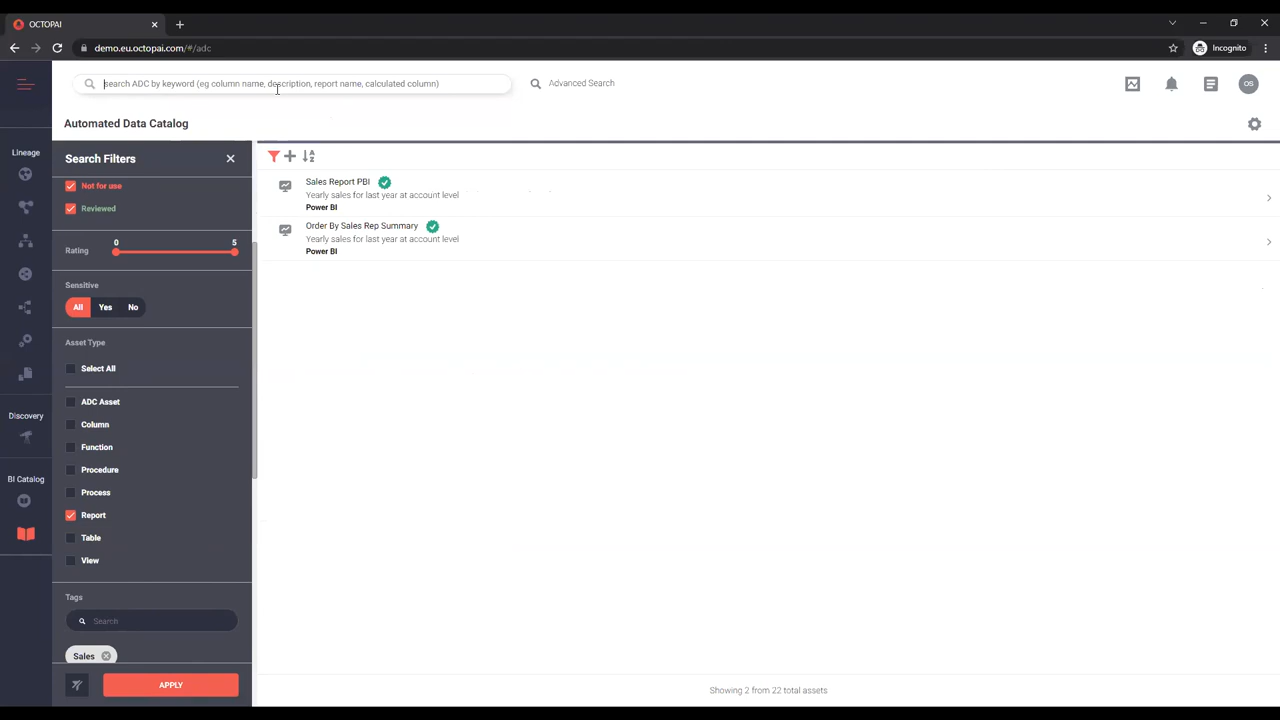 OCTOPAI
demo.eu.octopai.com/#/adc
Incognito
search ADC by keyword (eg column name, description, report name, calculated column)
Advanced Search
OS
Automated Data Catalog
Lineage
Discovery
BI Catalog
Search Filters
Not for use
Reviewed
Rating
0
5
Sensitive
All
Yes
No
Asset Type
Select All
ADC Asset
Column
Function
Procedure
Process
Report
Table
View
Tags
Search
Sales
APPLY
Sales Report PBI
Yearly sales for last year at account level
Power BI
Order By Sales Rep Summary
Yearly sales for last year at account level
Power BI
Showing 2 from 22 total assets